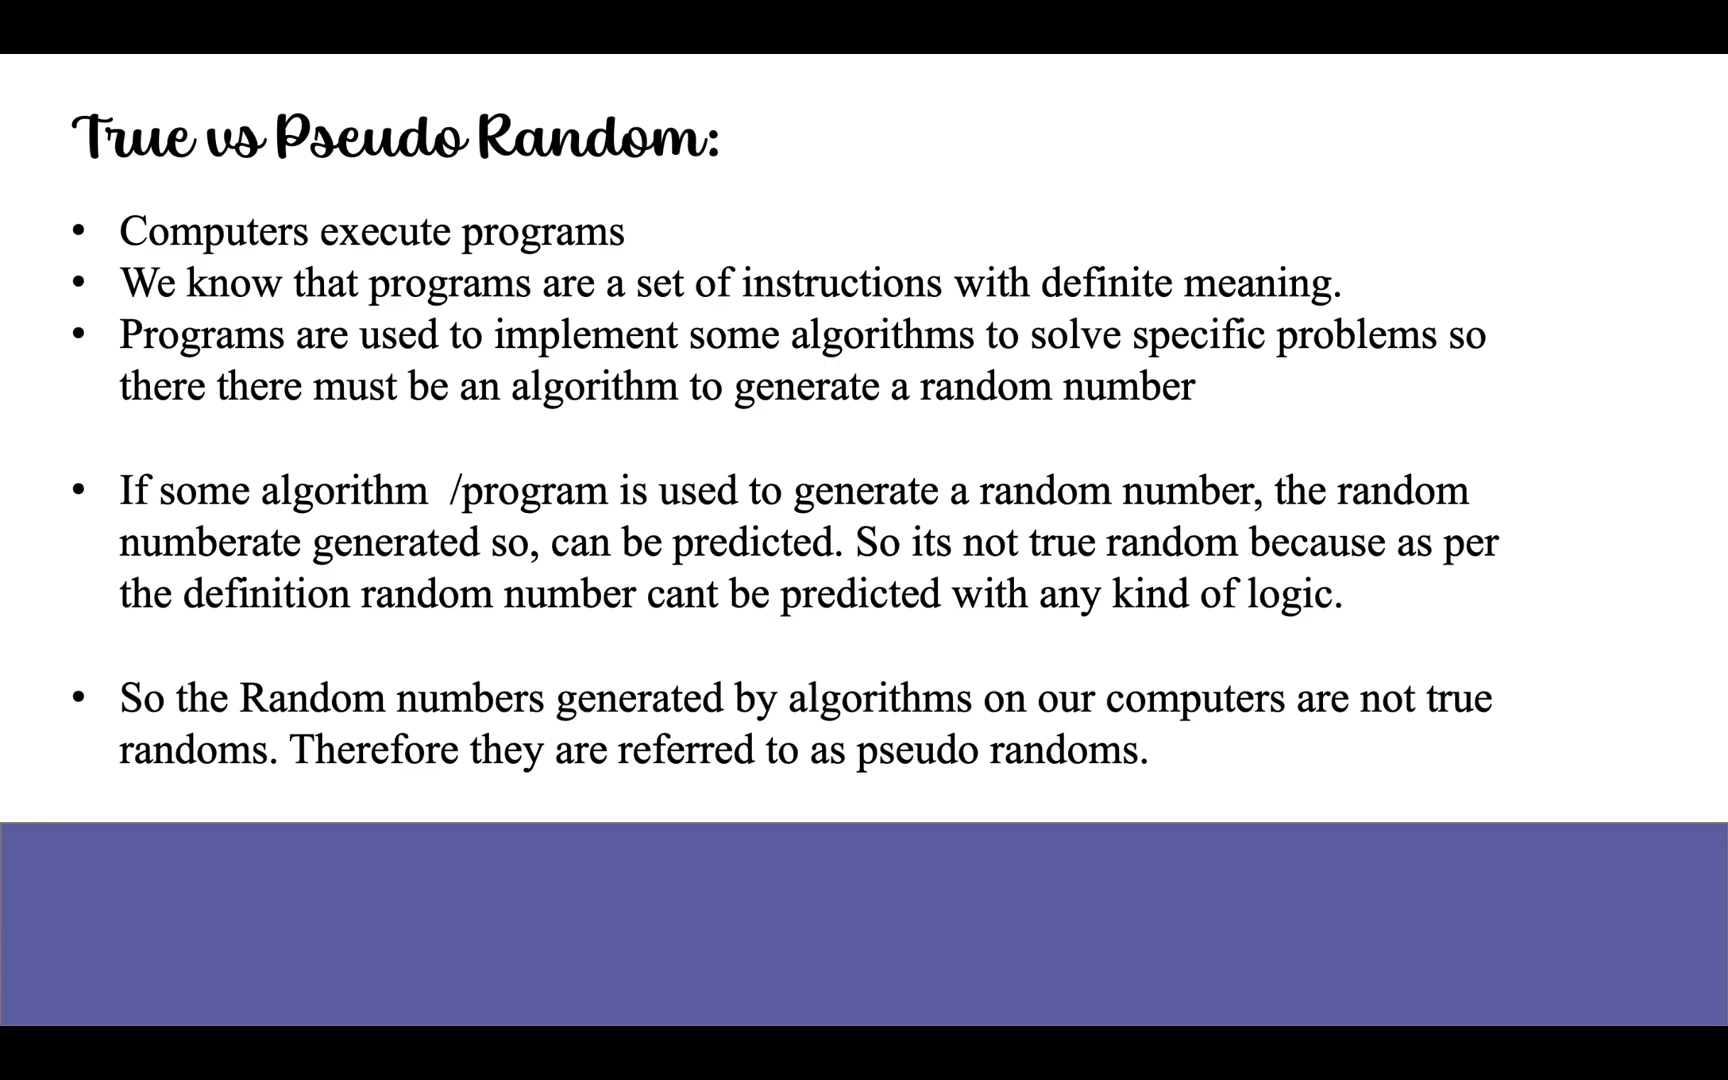 True vs Pseudo Random:
• Computers execute programs
• We know that programs are a set of instructions with definite meaning.
• Programs are used to implement some algorithms to solve specific problems so
there there must be an algorithm to generate a random number
• If some algorithm  /program is used to generate a random number, the random
numberate generated so, can be predicted. So its not true random because as per
the definition random number cant be predicted with any kind of logic.
• So the Random numbers generated by algorithms on our computers are not true
randoms. Therefore they are referred to as pseudo randoms.